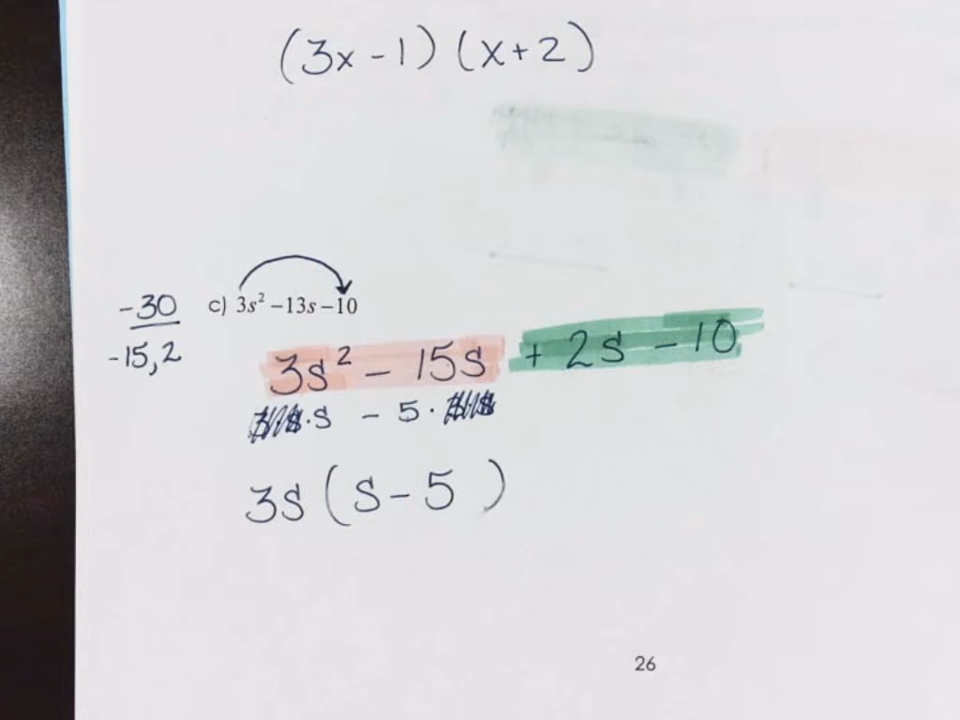 (3x - 1) (x + 2)
-30 c) 3s² -13s -10
-15, 2
3s² - 15s + 2s - 10
· s - 5 ·
3s (s - 5 )
26